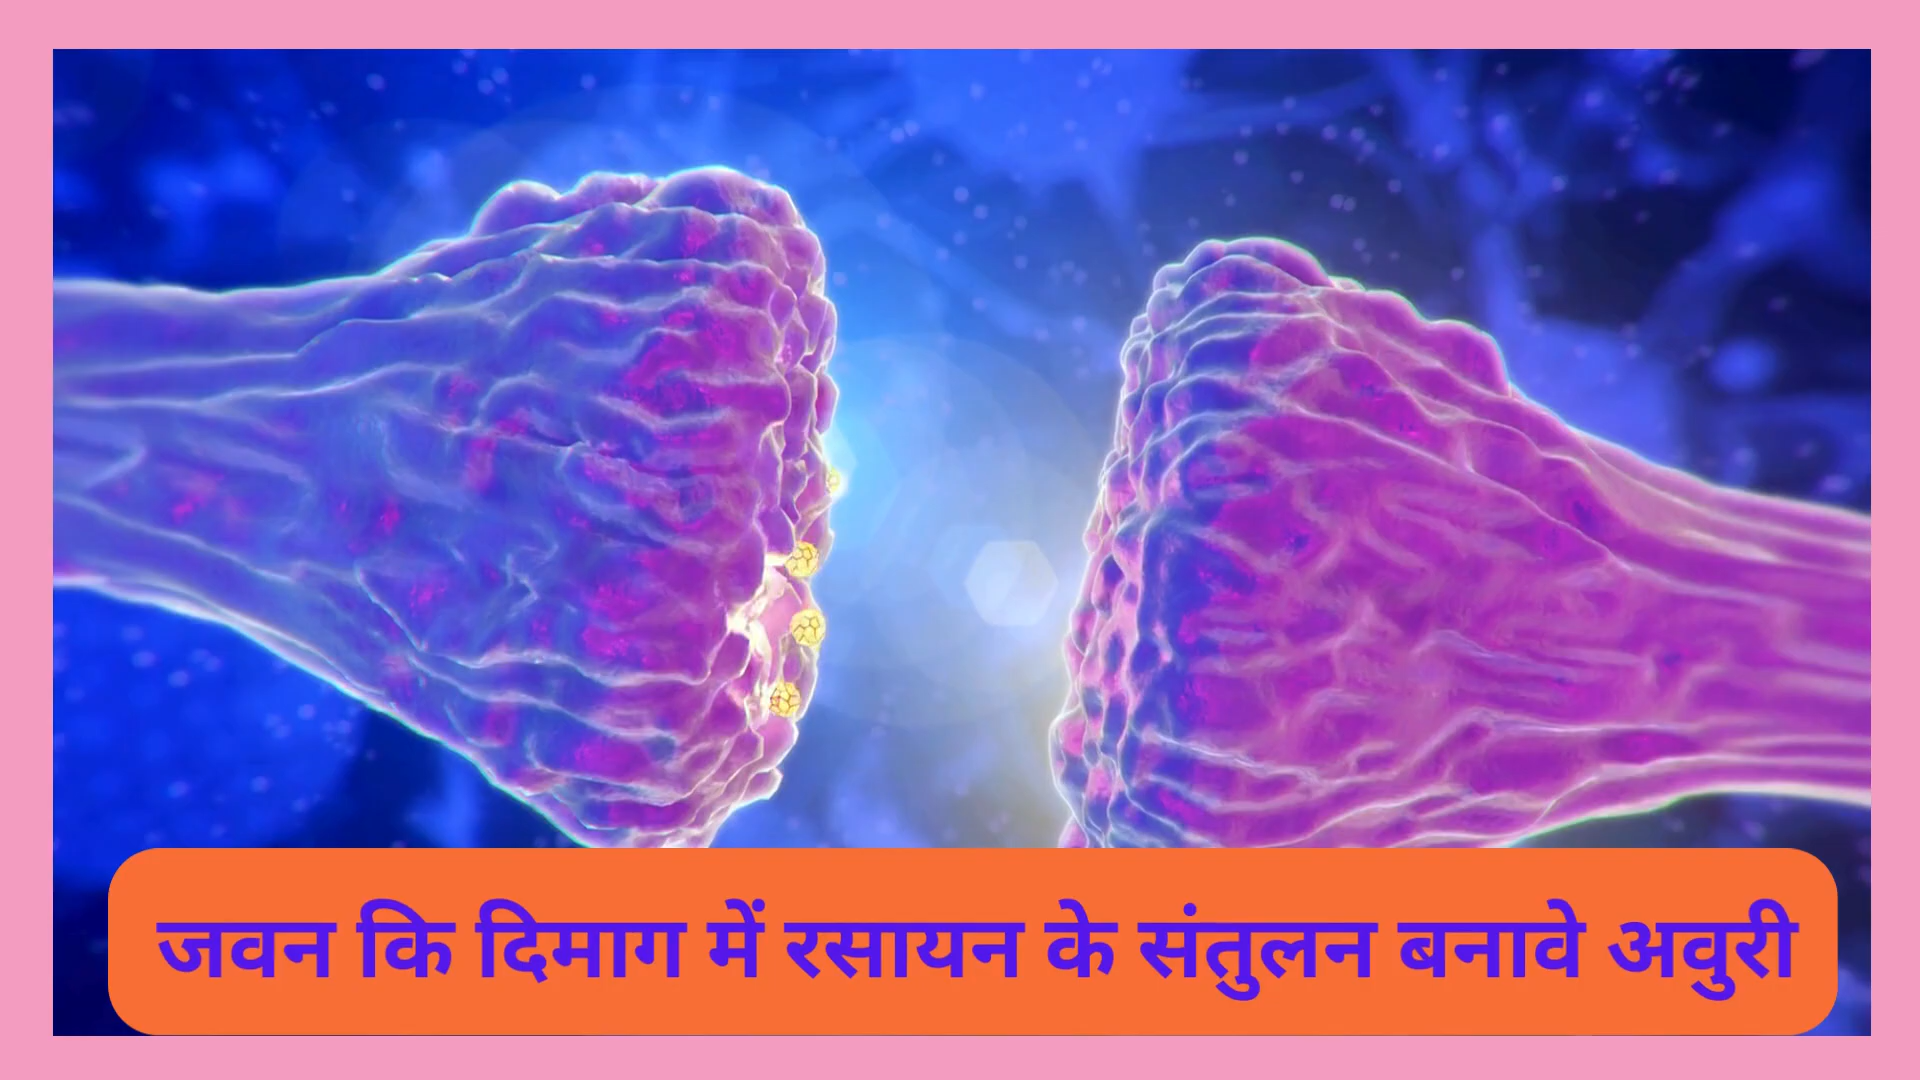 जवन कि दिमाग में रसायन के संतुलन बनावे अवुरी